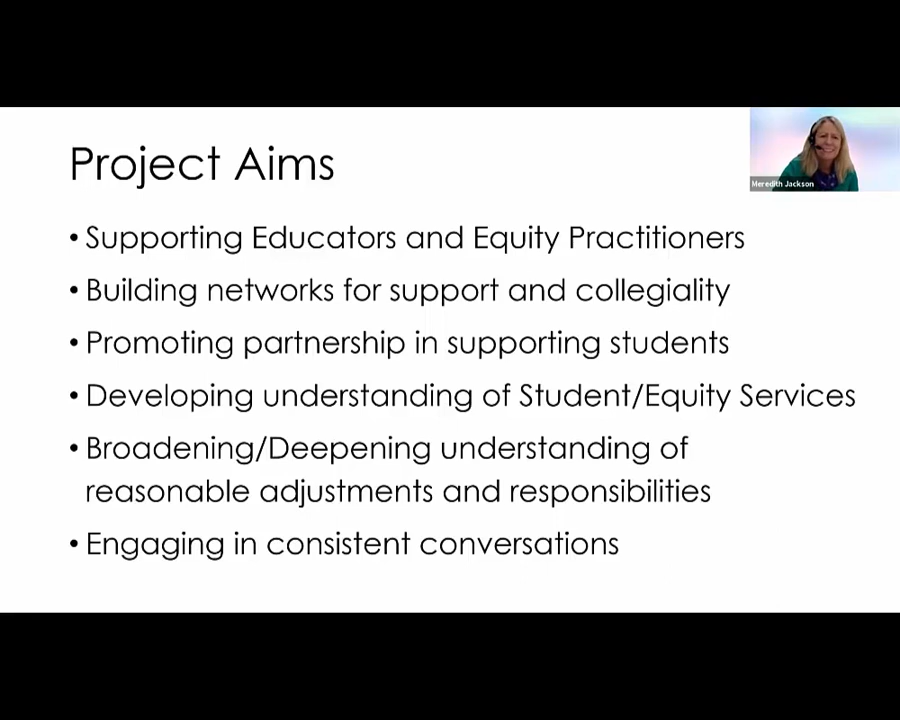 Project Aims
Meredith Jackson
• Supporting Educators and Equity Practitioners
• Building networks for support and collegiality
• Promoting partnership in supporting students
• Developing understanding of Student/Equity Services
• Broadening/Deepening understanding of
reasonable adjustments and responsibilities
• Engaging in consistent conversations